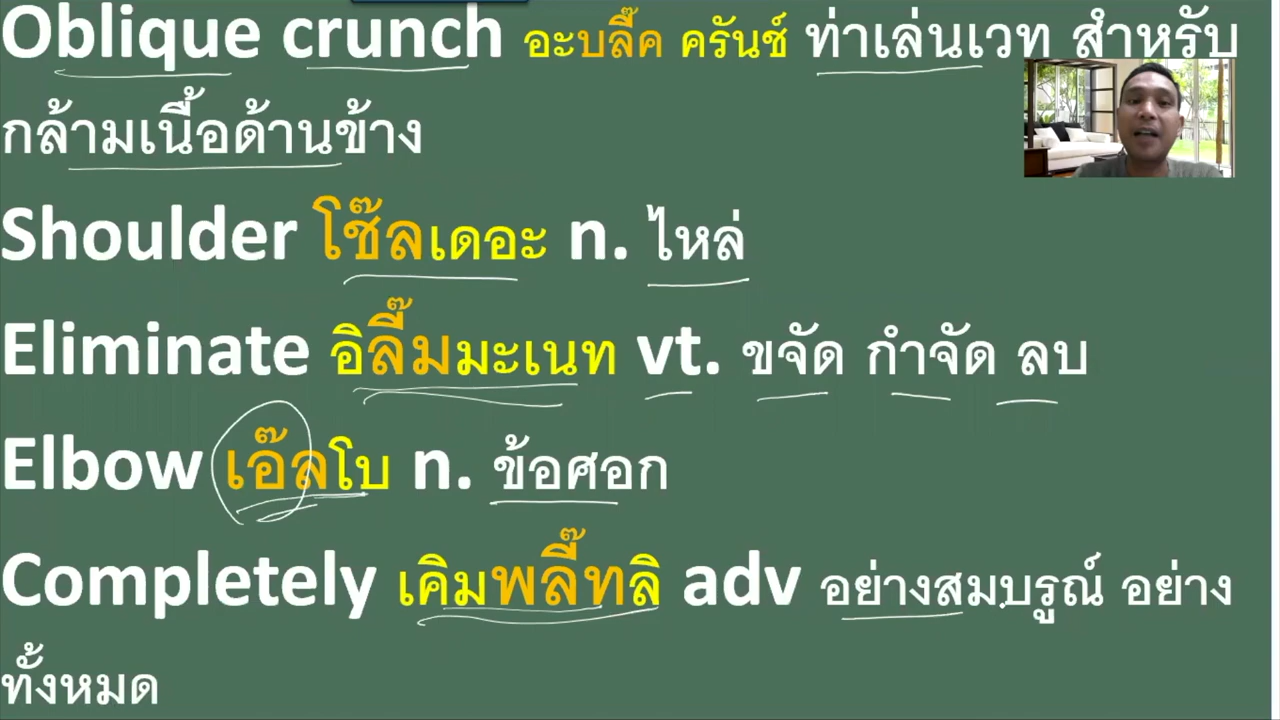 Oblique crunch อะบลี๊ค ครันช์ ท่าเล่นเวท สำหรับ
กล้ามเนื้อด้านข้าง
Shoulder โช๊ลเดอะ n. ไหล่
Eliminate อิลี๊มมะเนท vt. ขจัด กำจัด ลบ
Elbow เอ๊ลโบ n. ข้อศอก
Completely เคิมพลี๊ทลิ adv อย่างสมบรูณ์ อย่าง
ทั้งหมด